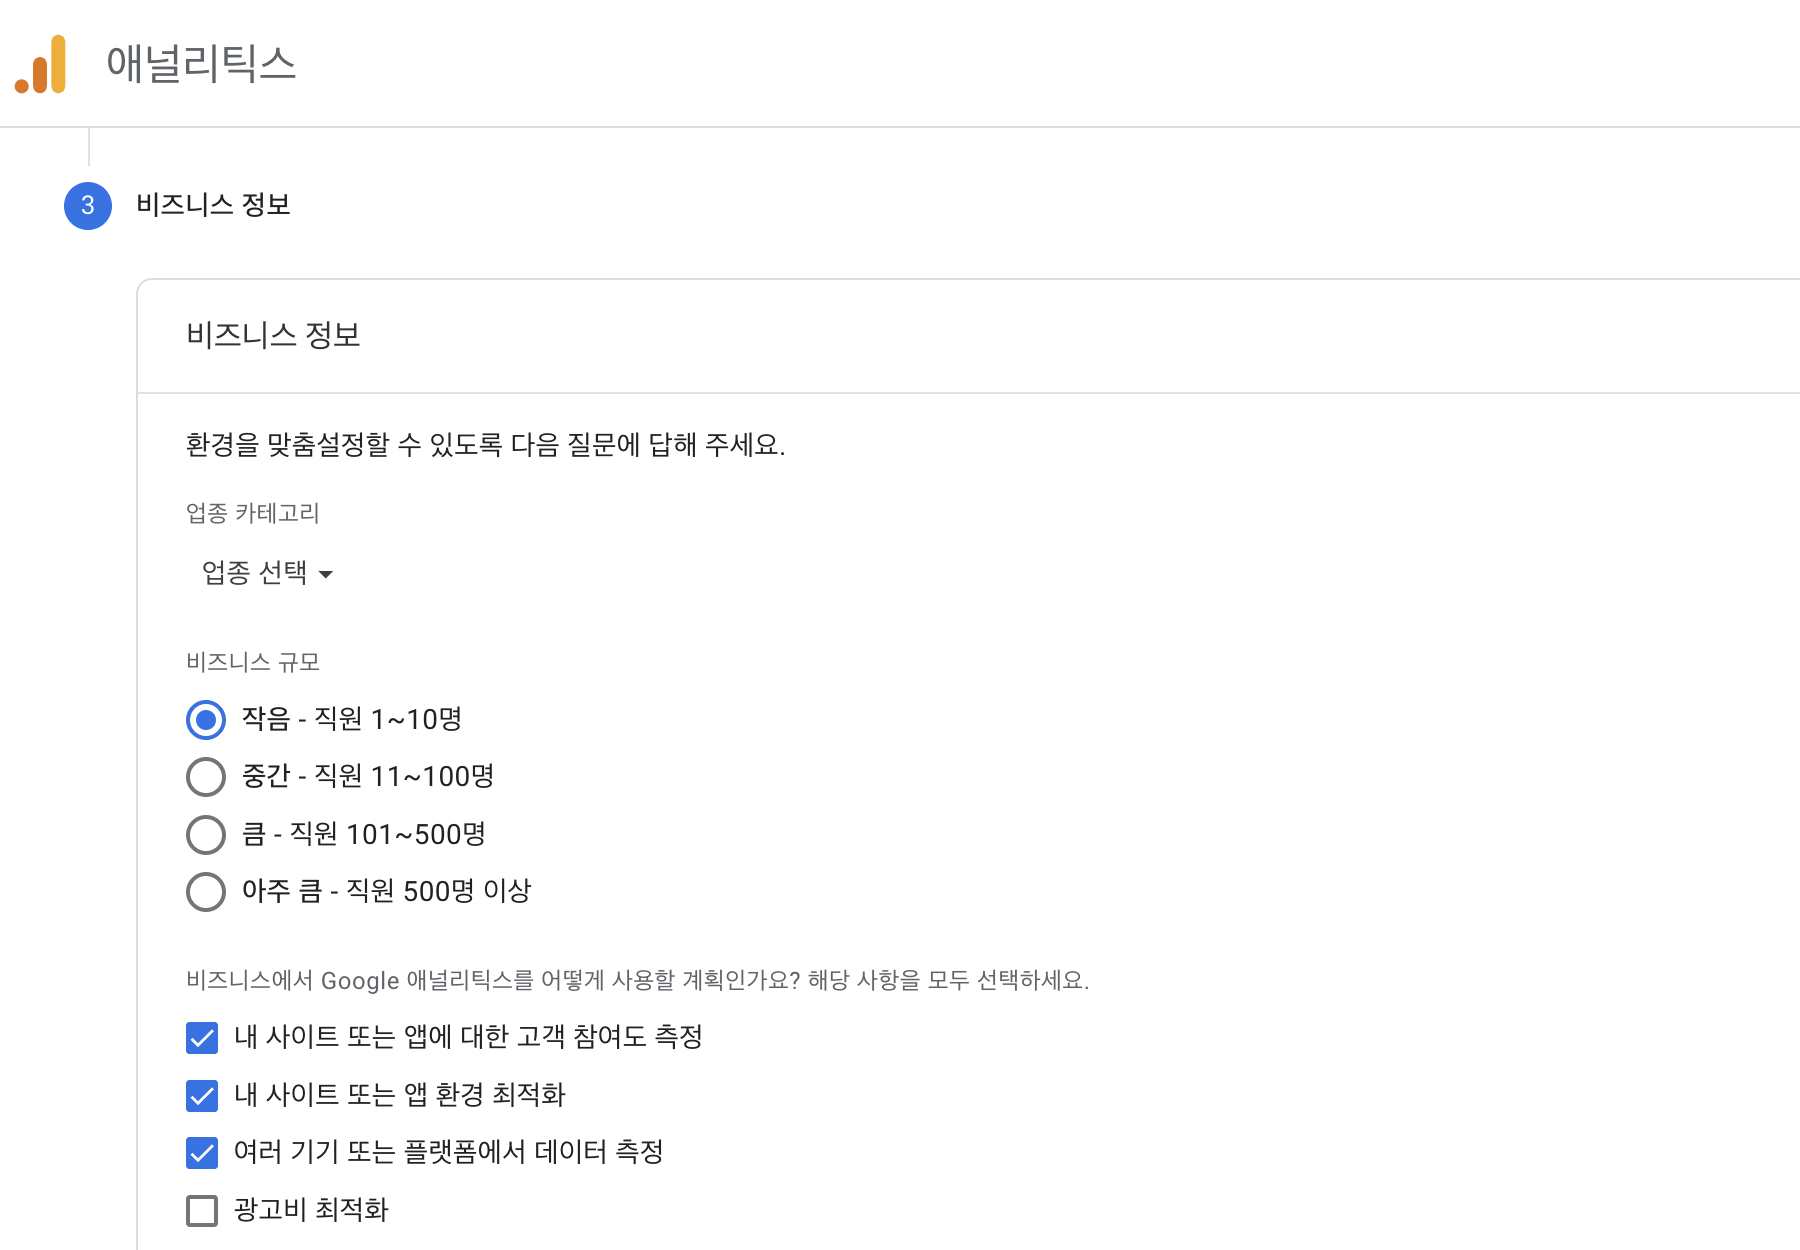 애널리틱스
3 비즈니스 정보
비즈니스 정보
환경을 맞춤설정할 수 있도록 다음 질문에 답해 주세요.
업종 카테고리
업종 선택
비즈니스 규모
작음 - 직원 1~10명
중간 - 직원 11~100명
큼 - 직원 101~500명
아주 큼 - 직원 500명 이상
비즈니스에서 Google 애널리틱스를 어떻게 사용할 계획인가요? 해당 사항을 모두 선택하세요.
내 사이트 또는 앱에 대한 고객 참여도 측정
내 사이트 또는 앱 환경 최적화
여러 기기 또는 플랫폼에서 데이터 측정
광고비 최적화